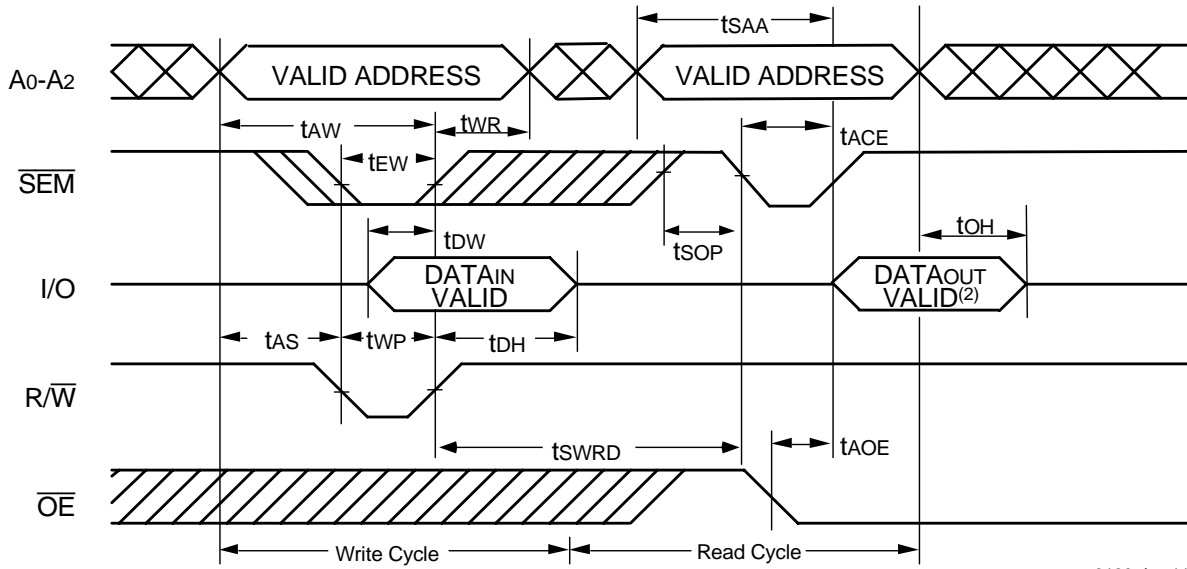 tSAA
A0-A2
VALID ADDRESS
VALID ADDRESS
tAW
tWR
tACE
SEM
tEW
tDW
tSOP
tOH
I/O
DATAIN
VALID
DATAOUT
VALID(2)
tAS
tWP
tDH
R/W
tSWRD
tAOE
OE
Write Cycle
Read Cycle